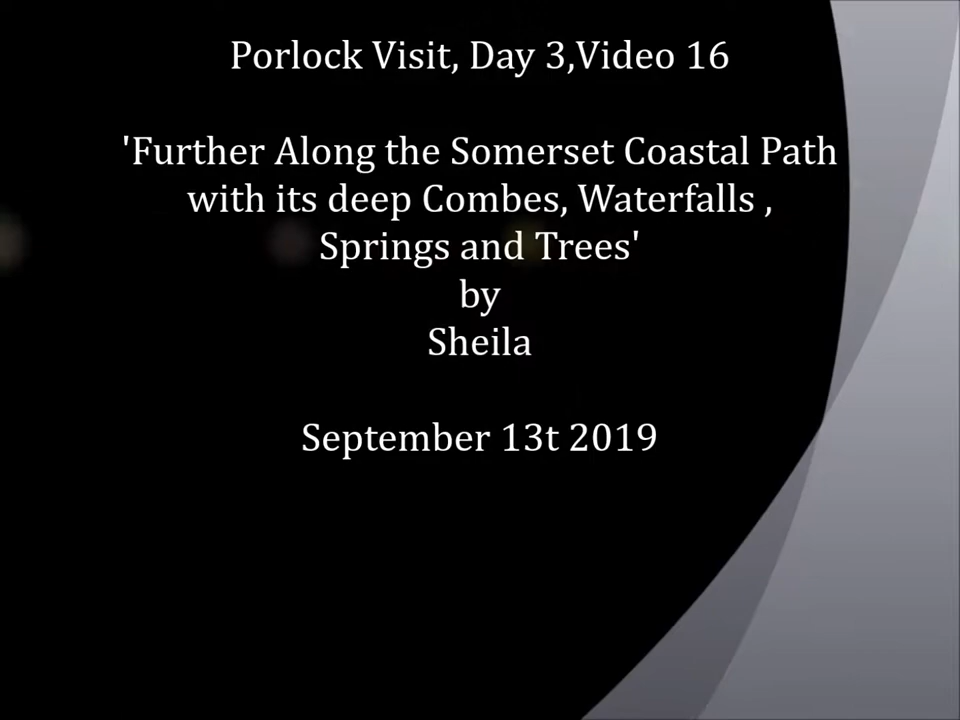 Porlock Visit, Day 3,Video 16
'Further Along the Somerset Coastal Path
with its deep Combes, Waterfalls ,
Springs and Trees'
by
Sheila
September 13t 2019